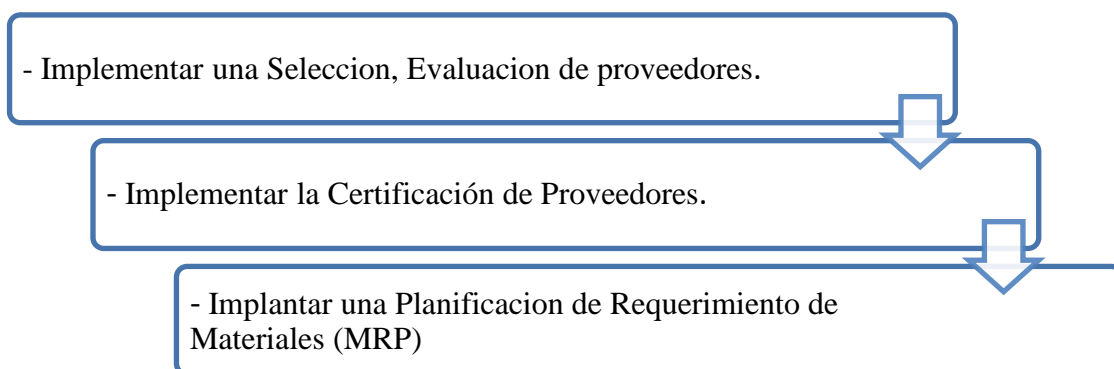 - Implementar una Seleccion, Evaluacion de proveedores.
- Implementar la Certificación de Proveedores.
- Implantar una Planificacion de Requerimiento de
Materiales (MRP)